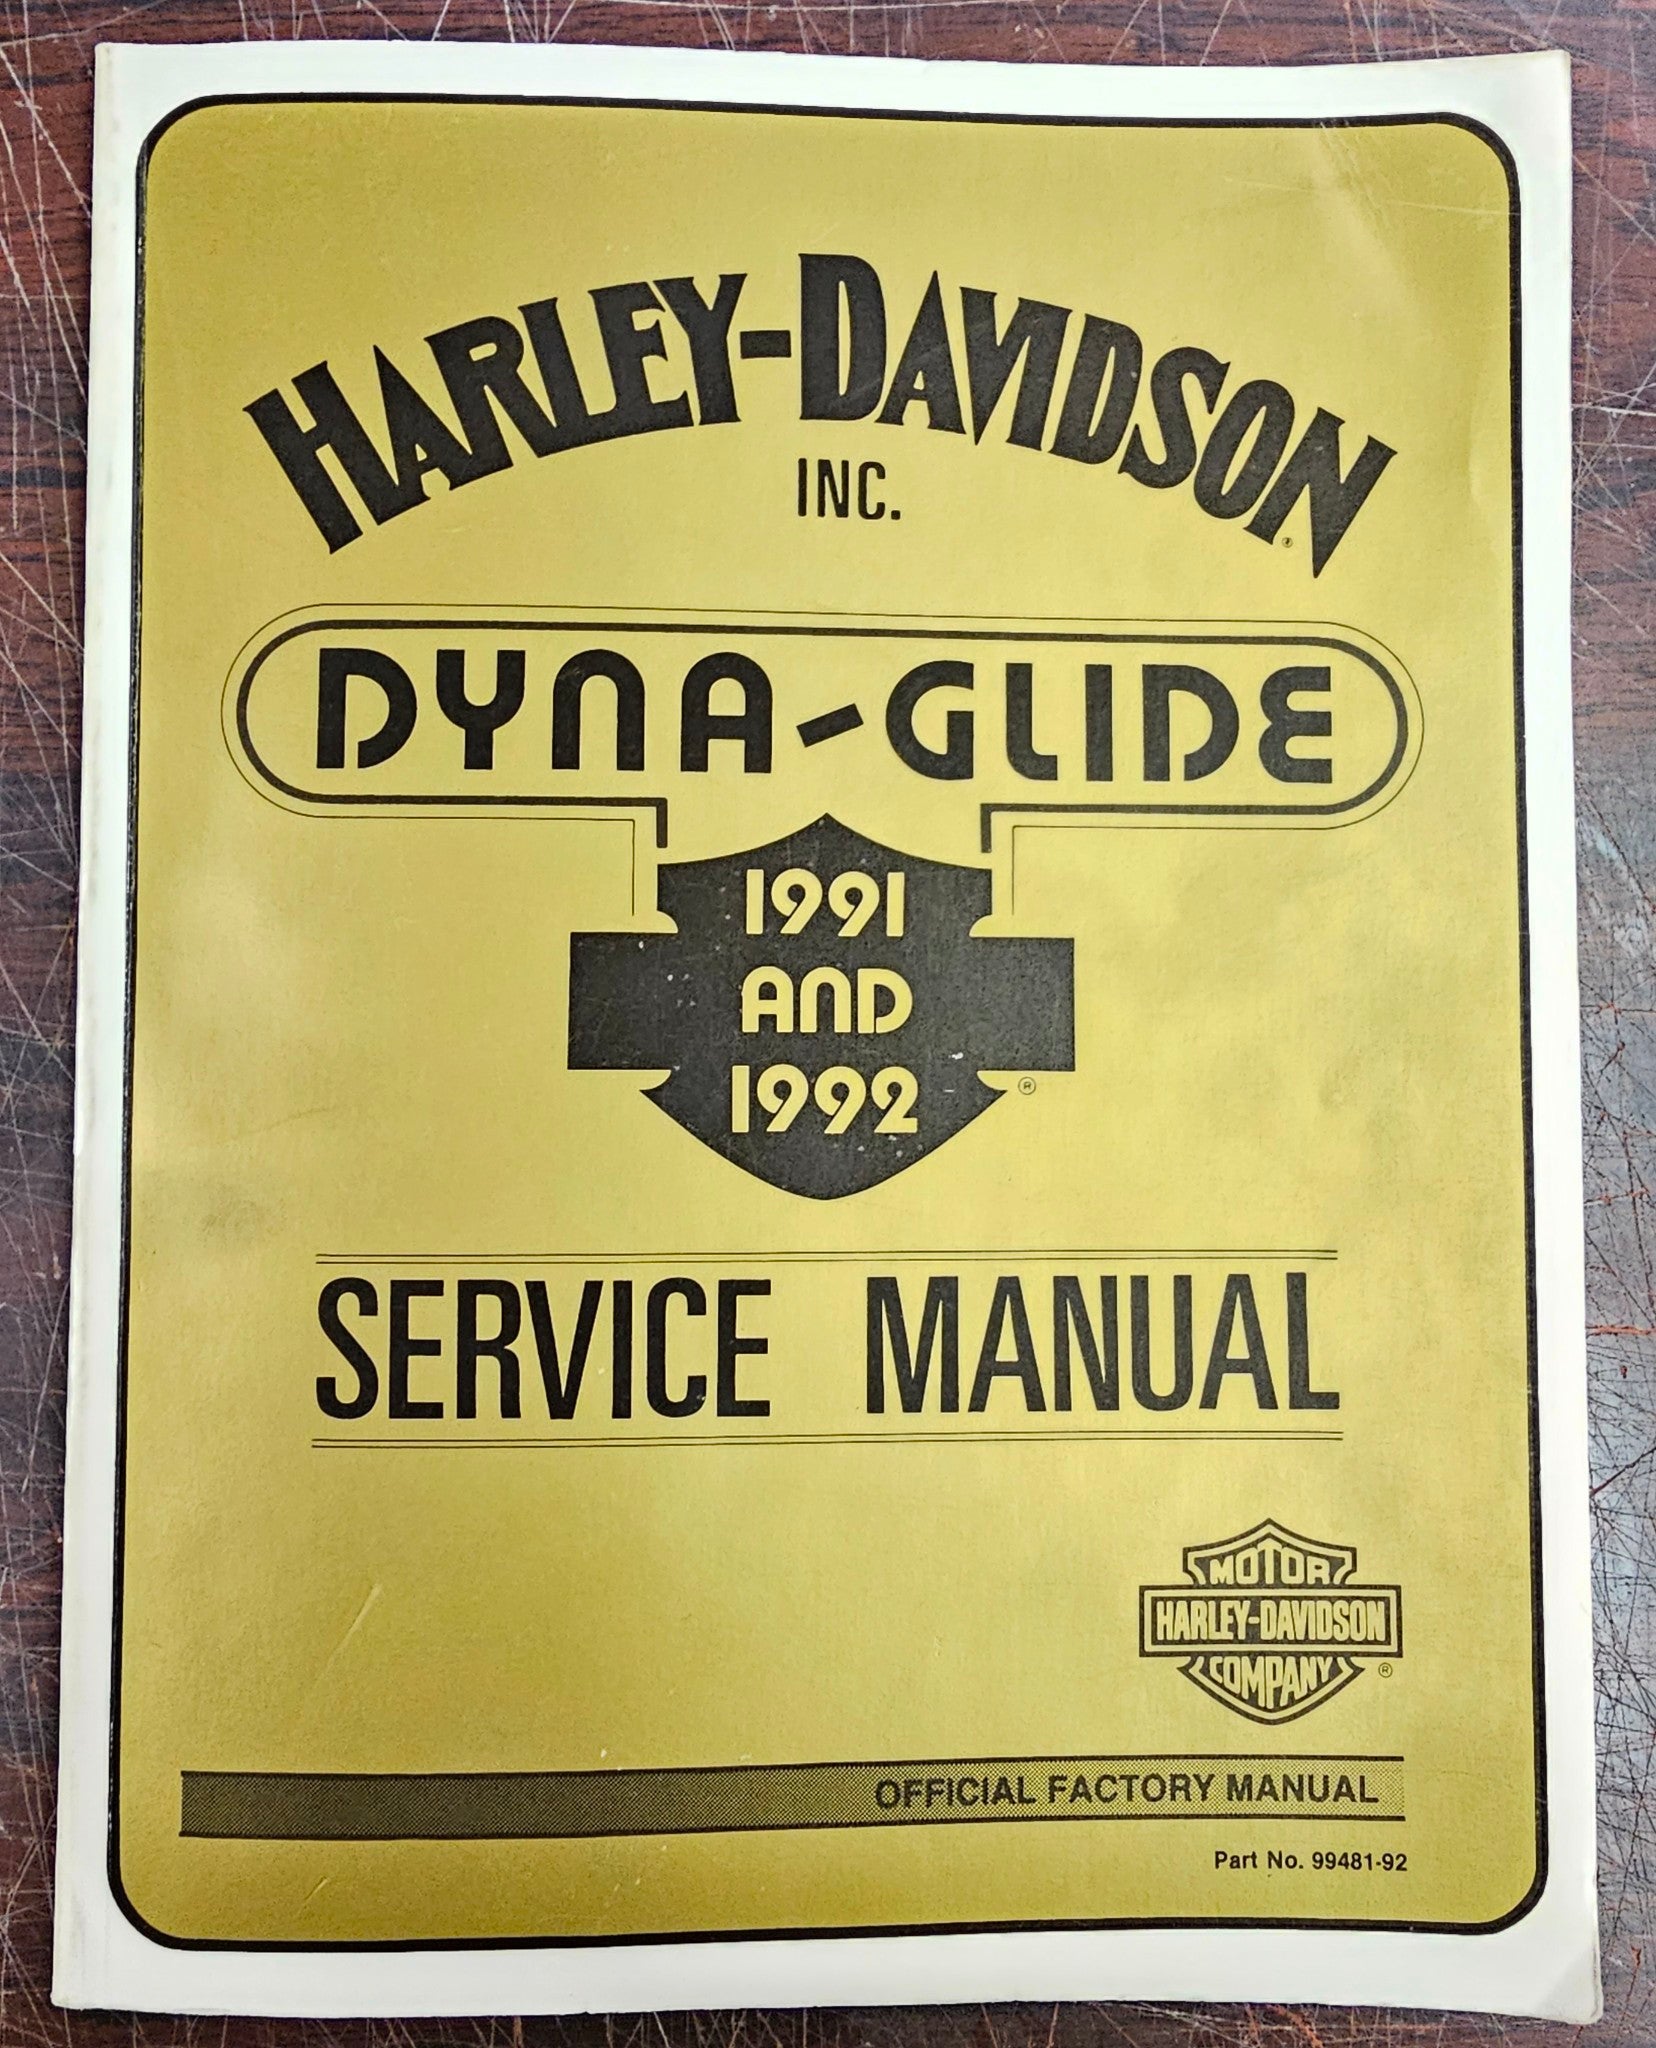 HARLEY-DAVIDSON
INC.
DYNA-GLIDE
1991
AND
1992
®
SERVICE MANUAL
MOTOR
HARLEY-DAVIDSON
COMPANY
®
OFFICIAL FACTORY MANUAL
Part No. 99481-92